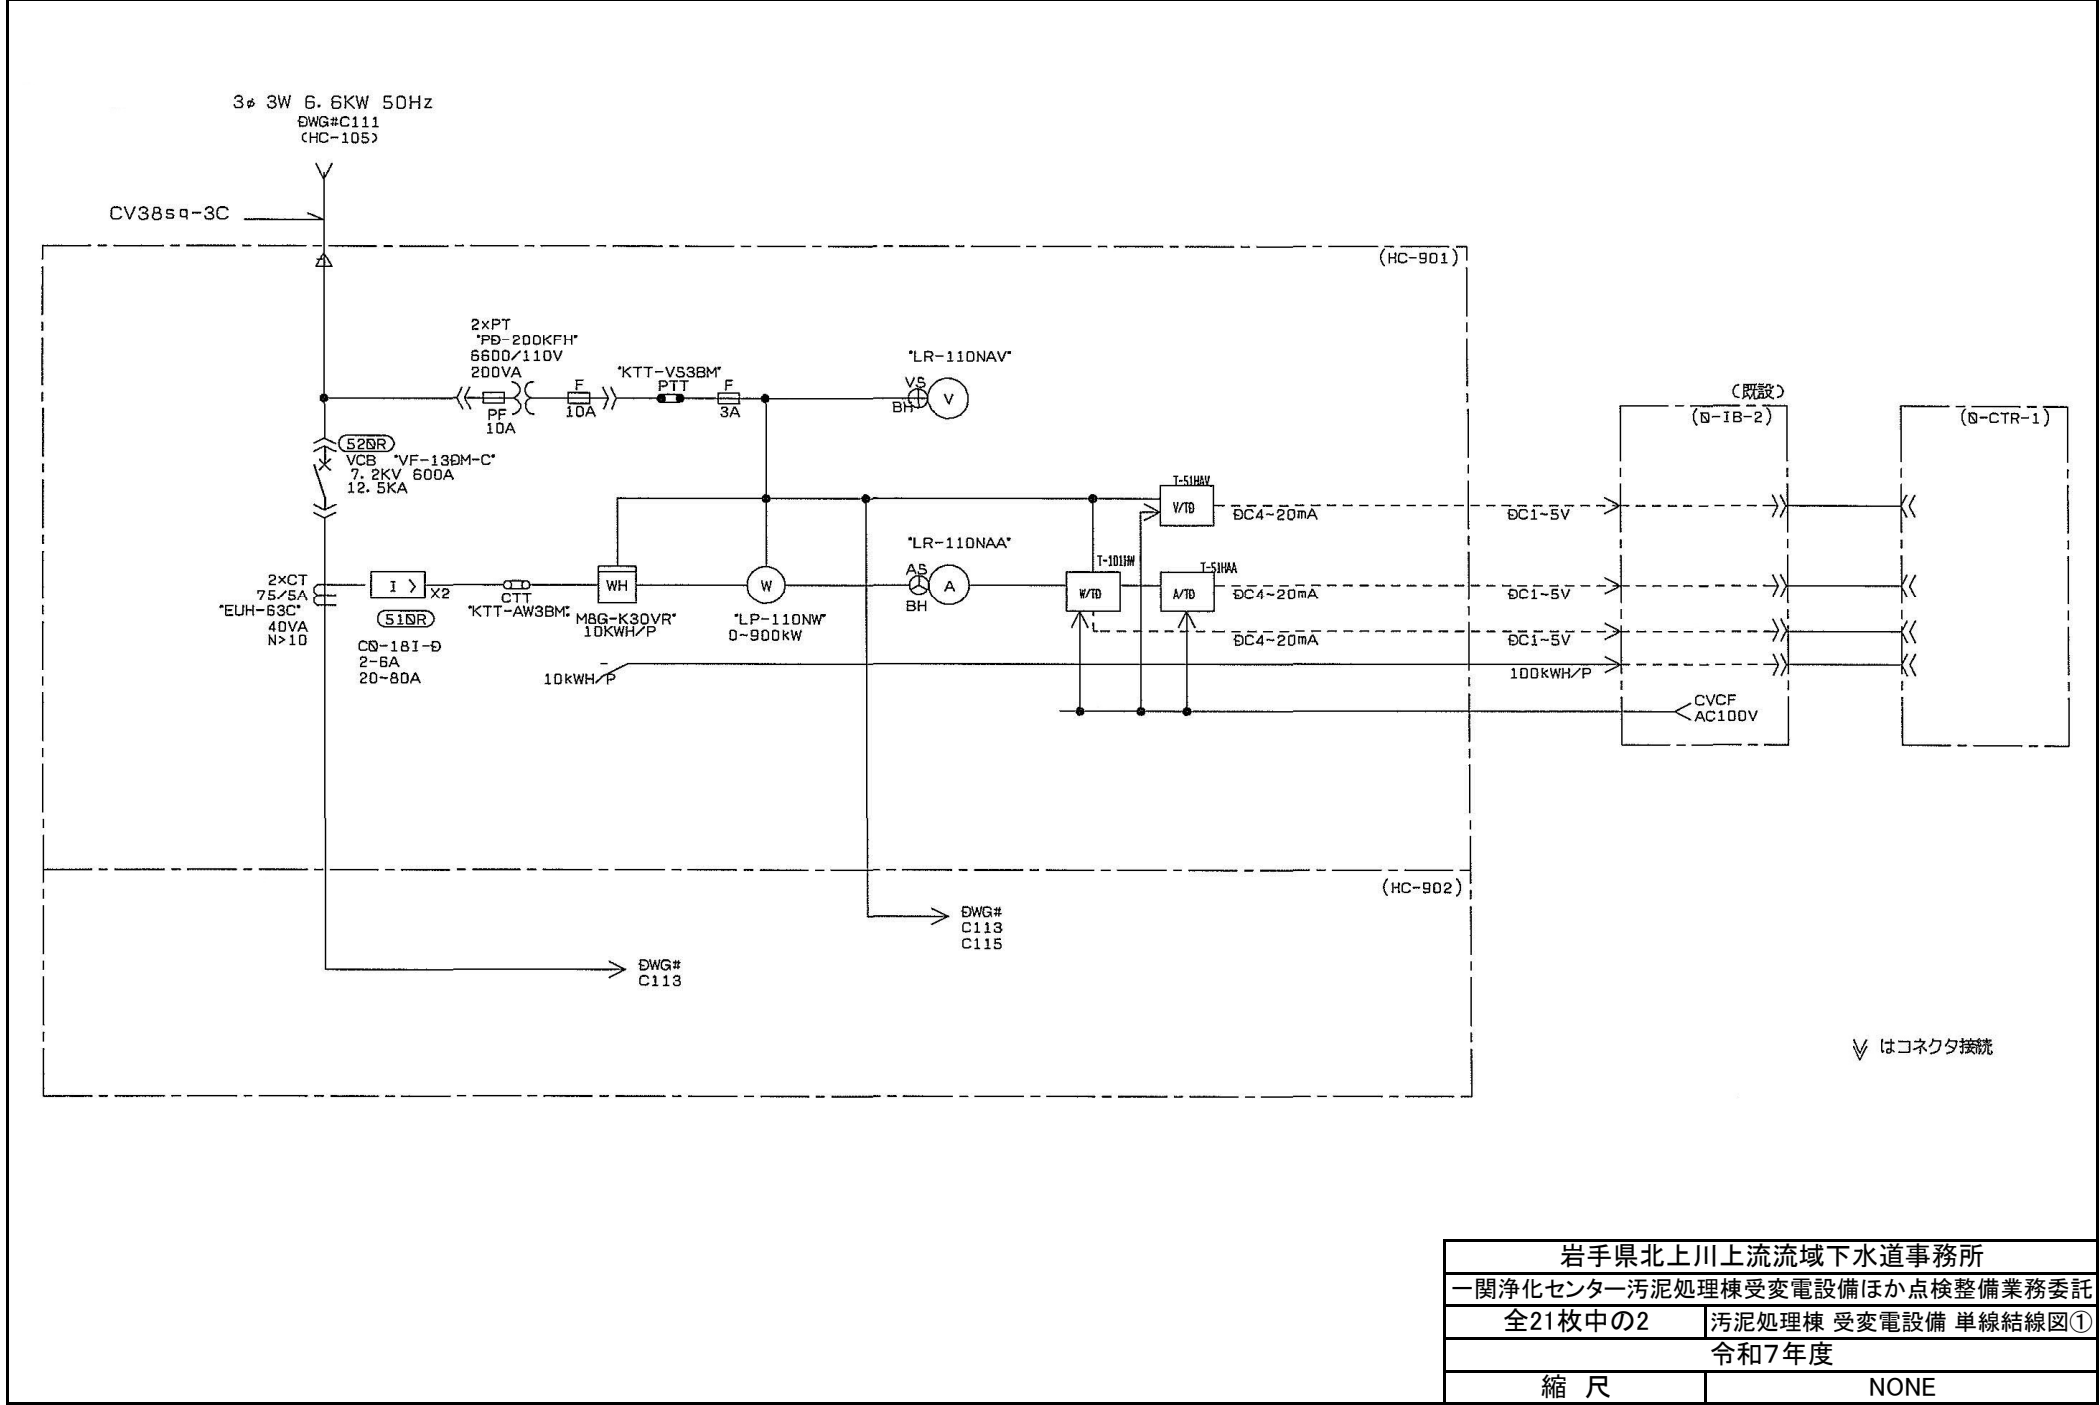 3φ 3W 6.6KW 50Hz
DWG#C111
(HC-105)
CV38sq-3C
(HC-901)
2×PT
"PD-200KFH"
6600/110V
200VA
PF
10A
F
10A
"KTT-VS3BM"
PTT
F
3A
"LR-110NAV"
VS
BH
V
(既設)
(D-IB-2)
(D-CTR-1)
52DR
VCB "VF-13DM-C"
7.2KV 600A
12.5KA
T-51HAV
V/TD
DC4~20mA
DC1~5V
2×CT
75/5A
"EUH-63C"
40VA
N>10
I >
X2
51DR
CO-18I-D
2-6A
20~80A
CTT
"KTT-AW3BM"
WH
M8G-K30VR"
10KWH/P
W
"LP-110NW"
0~900kW
"LR-110NAA"
AS
BH
A
T-101HW
W/TD
T-51HAA
A/TD
DC4~20mA
DC1~5V
DC4~20mA
DC1~5V
10kWH/P
100kWH/P
CVCF
AC100V
(HC-902)
DWG#
C113
C115
DWG#
C113
はコネクタ接続
岩手県北上川上流流域下水道事務所
一関浄化センター汚泥処理棟受変電設備ほか点検整備業務委託
全21枚中の2
汚泥処理棟 受変電設備 単線結線図①
令和7年度
縮 尺
NONE